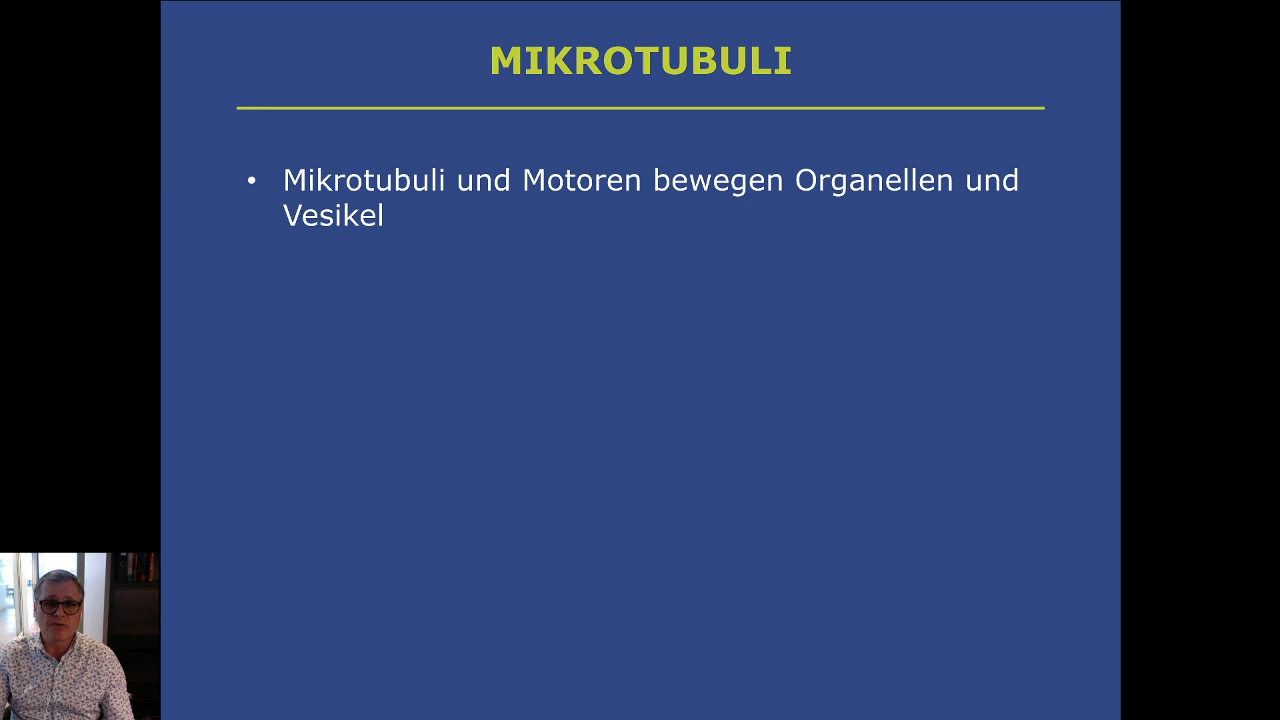 MIKROTUBULI
• Mikrotubuli und Motoren bewegen Organellen und
Vesikel